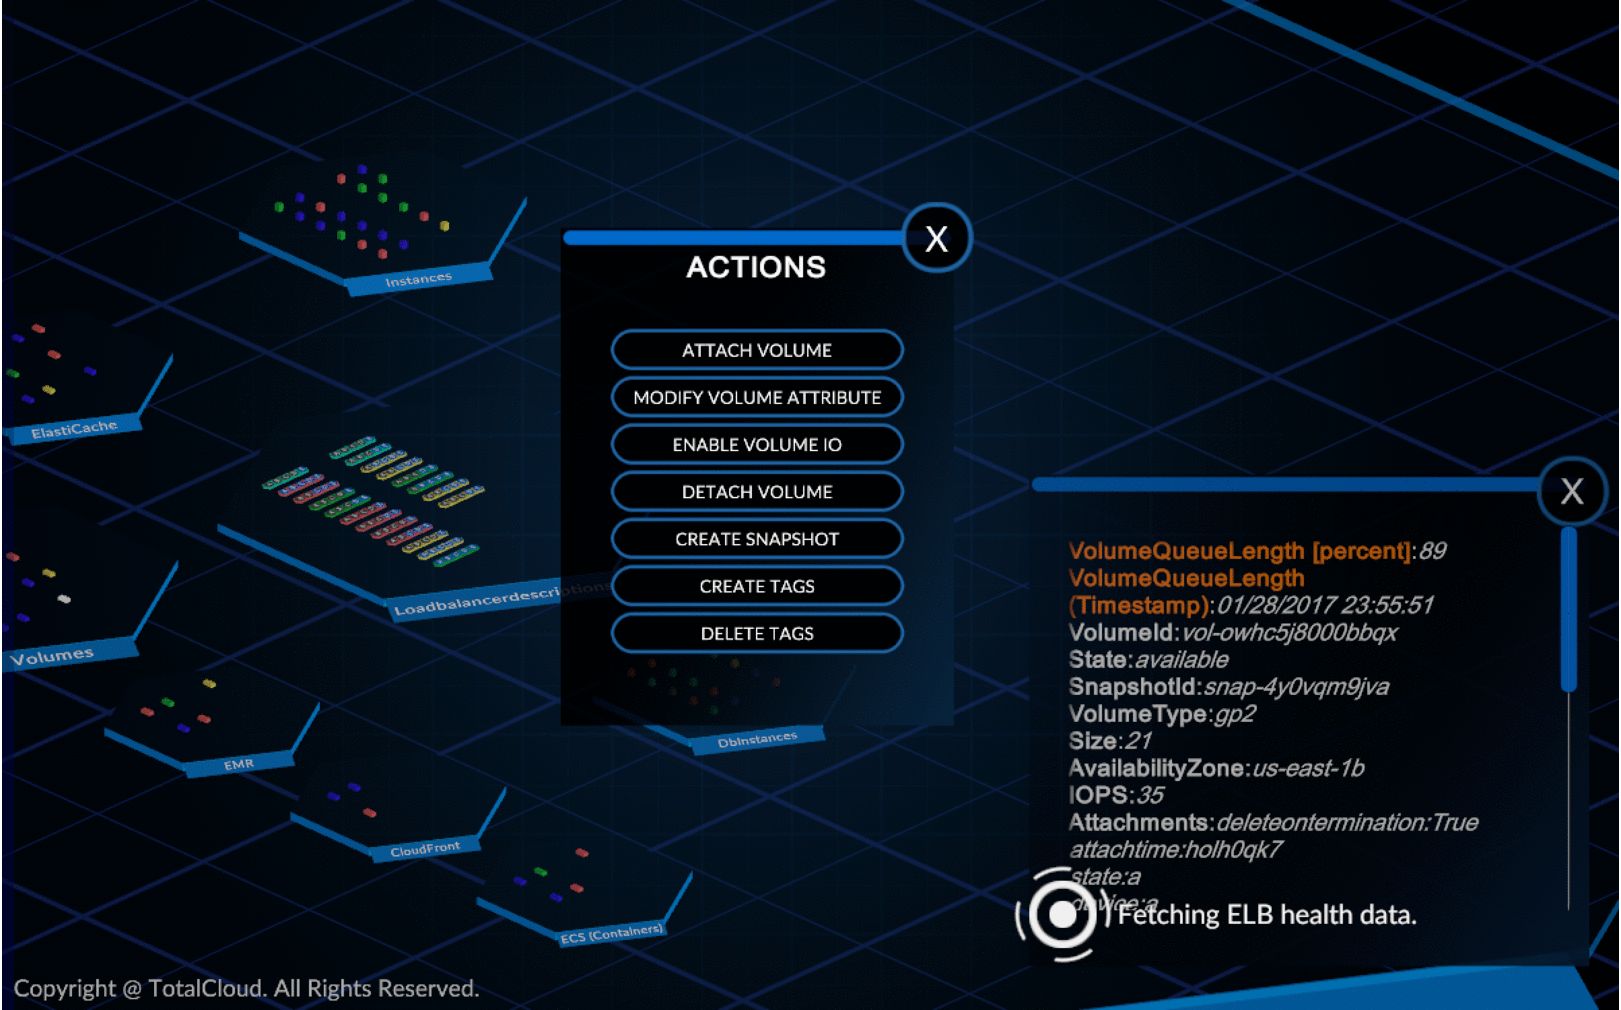 Instances
ElastiCache
Loadbalancerdescriptions
Volumes
EMR
CloudFront
ECS (Containers)
DbInstances
X
ACTIONS
ATTACH VOLUME
MODIFY VOLUME ATTRIBUTE
ENABLE VOLUME IO
DETACH VOLUME
CREATE SNAPSHOT
CREATE TAGS
DELETE TAGS
X
VolumeQueueLength [percent]:89
VolumeQueueLength
(Timestamp):01/28/2017 23:55:51
VolumeId:vol-owhc5j8000bbqx
State:available
SnapshotId:snap-4y0vqm9jva
VolumeType:gp2
Size:21
AvailabilityZone:us-east-1b
IOPS:35
Attachments:deleteontermination:True
attachtime:holh0qk7
state:a
device:a
Fetching ELB health data.
Copyright @ TotalCloud. All Rights Reserved.